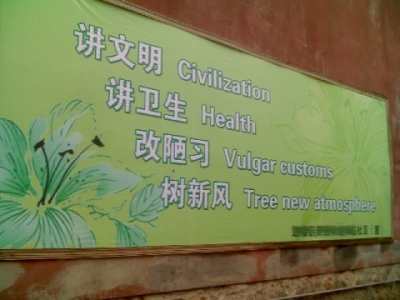 讲文明 Civilization
讲卫生 Health
改陋习 Vulgar customs
树新风 Tree new atmosphere